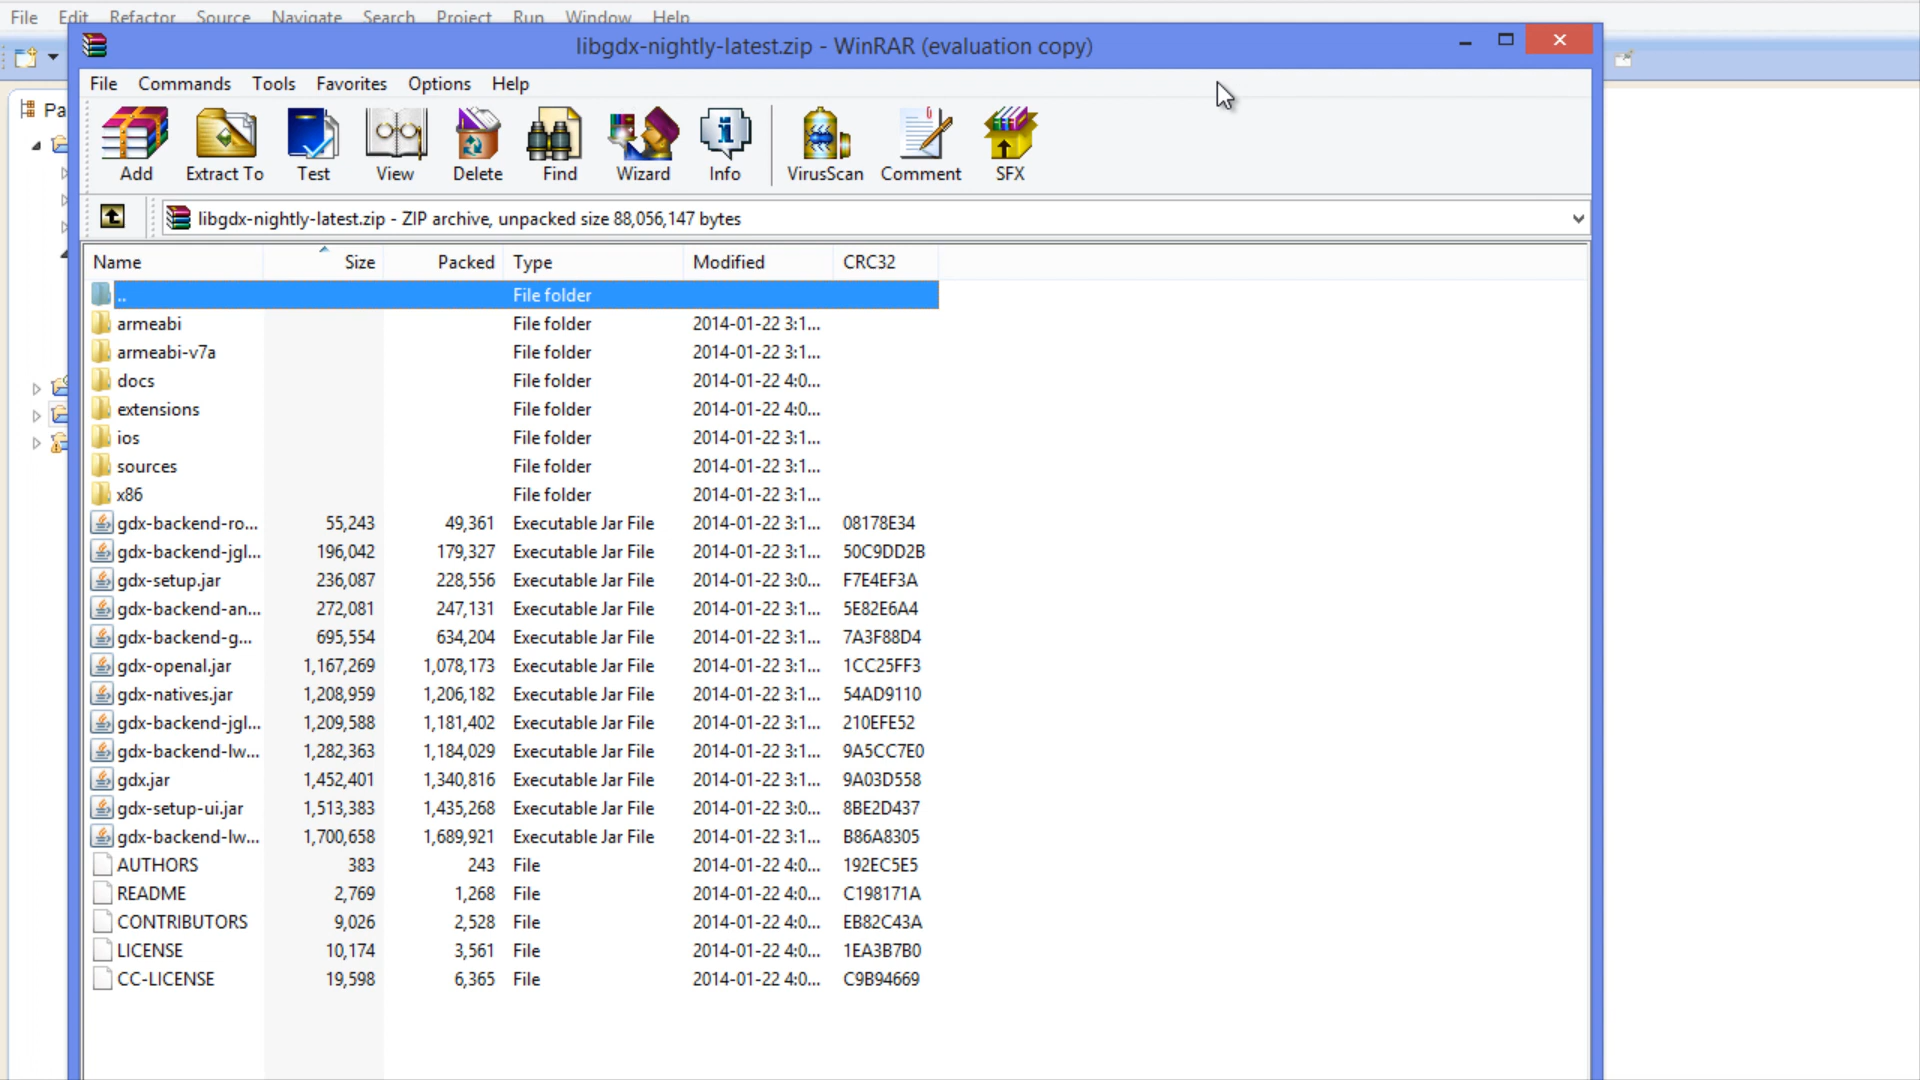 File Edit Refactor Source Navigate Search Project Run Window Help
libgdx-nightly-latest.zip - WinRAR (evaluation copy)
File Commands Tools Favorites Options Help
Pa
Add Extract To Test View Delete Find Wizard Info VirusScan Comment SFX
libgdx-nightly-latest.zip - ZIP archive, unpacked size 88,056,147 bytes
Name Size Packed Type Modified CRC32
.. File folder
armeabi File folder 2014-01-22 3:1...
armeabi-v7a File folder 2014-01-22 3:1...
docs File folder 2014-01-22 4:0...
extensions File folder 2014-01-22 4:0...
ios File folder 2014-01-22 3:1...
sources File folder 2014-01-22 3:1...
x86 File folder 2014-01-22 3:1...
gdx-backend-ro... 55,243 49,361 Executable Jar File 2014-01-22 3:1... 08178E34
gdx-backend-jgl... 196,042 179,327 Executable Jar File 2014-01-22 3:1... 50C9DD2B
gdx-setup.jar 236,087 228,556 Executable Jar File 2014-01-22 3:0... F7E4EF3A
gdx-backend-an... 272,081 247,131 Executable Jar File 2014-01-22 3:1... 5E82E6A4
gdx-backend-g... 695,554 634,204 Executable Jar File 2014-01-22 3:1... 7A3F88D4
gdx-openal.jar 1,167,269 1,078,173 Executable Jar File 2014-01-22 3:1... 1CC25FF3
gdx-natives.jar 1,208,959 1,206,182 Executable Jar File 2014-01-22 3:1... 54AD9110
gdx-backend-jgl... 1,209,588 1,181,402 Executable Jar File 2014-01-22 3:1... 210EFE52
gdx-backend-lw... 1,282,363 1,184,029 Executable Jar File 2014-01-22 3:1... 9A5CC7E0
gdx.jar 1,452,401 1,340,816 Executable Jar File 2014-01-22 3:1... 9A03D558
gdx-setup-ui.jar 1,513,383 1,435,268 Executable Jar File 2014-01-22 3:0... 8BE2D437
gdx-backend-lw... 1,700,658 1,689,921 Executable Jar File 2014-01-22 3:1... B86A8305
AUTHORS 383 243 File 2014-01-22 4:0... 192EC5E5
README 2,769 1,268 File 2014-01-22 4:0... C198171A
CONTRIBUTORS 9,026 2,528 File 2014-01-22 4:0... EB82C43A
LICENSE 10,174 3,561 File 2014-01-22 4:0... 1EA3B7B0
CC-LICENSE 19,598 6,365 File 2014-01-22 4:0... C9B94669